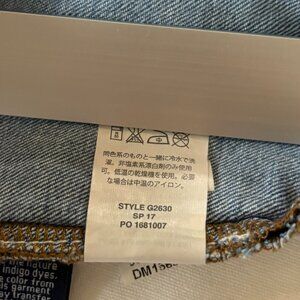 同色系のものと一緒に冷水で洗
濯。非塩素系漂白剤のみ使用
可。低温の乾燥機を使用。必要
な場合は中温のアイロン。
STYLE G2630
SP 17
PO 1681007
nature
indigo dyes.
color from
garment
transfer